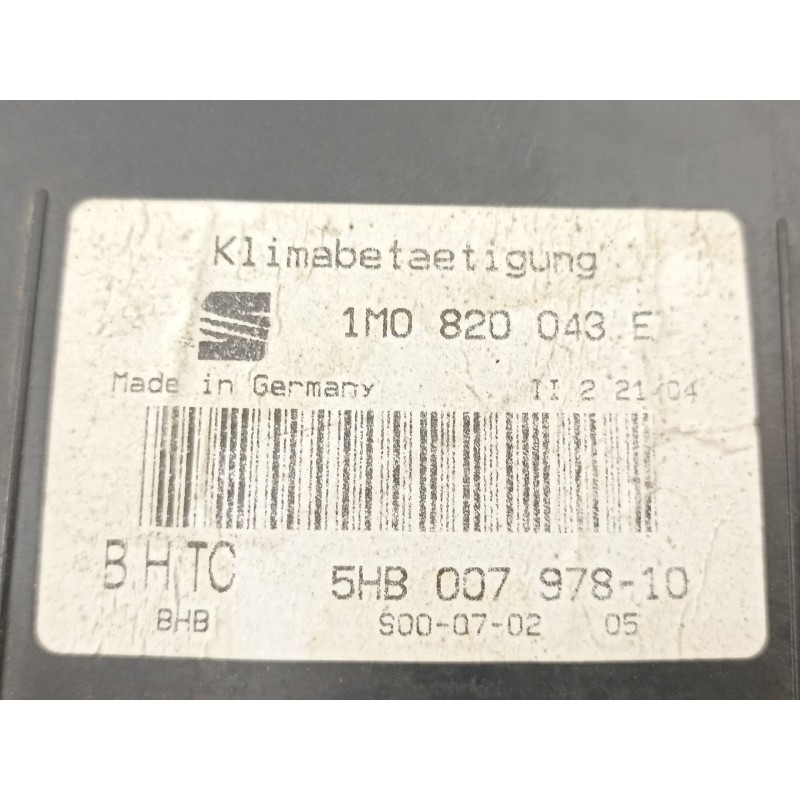 Klimabetaetigung
1M0 820 043 E
Made in Germany II 2 21/04
B.H.TC 5HB 007 978-10
BHB S00-07-02 05